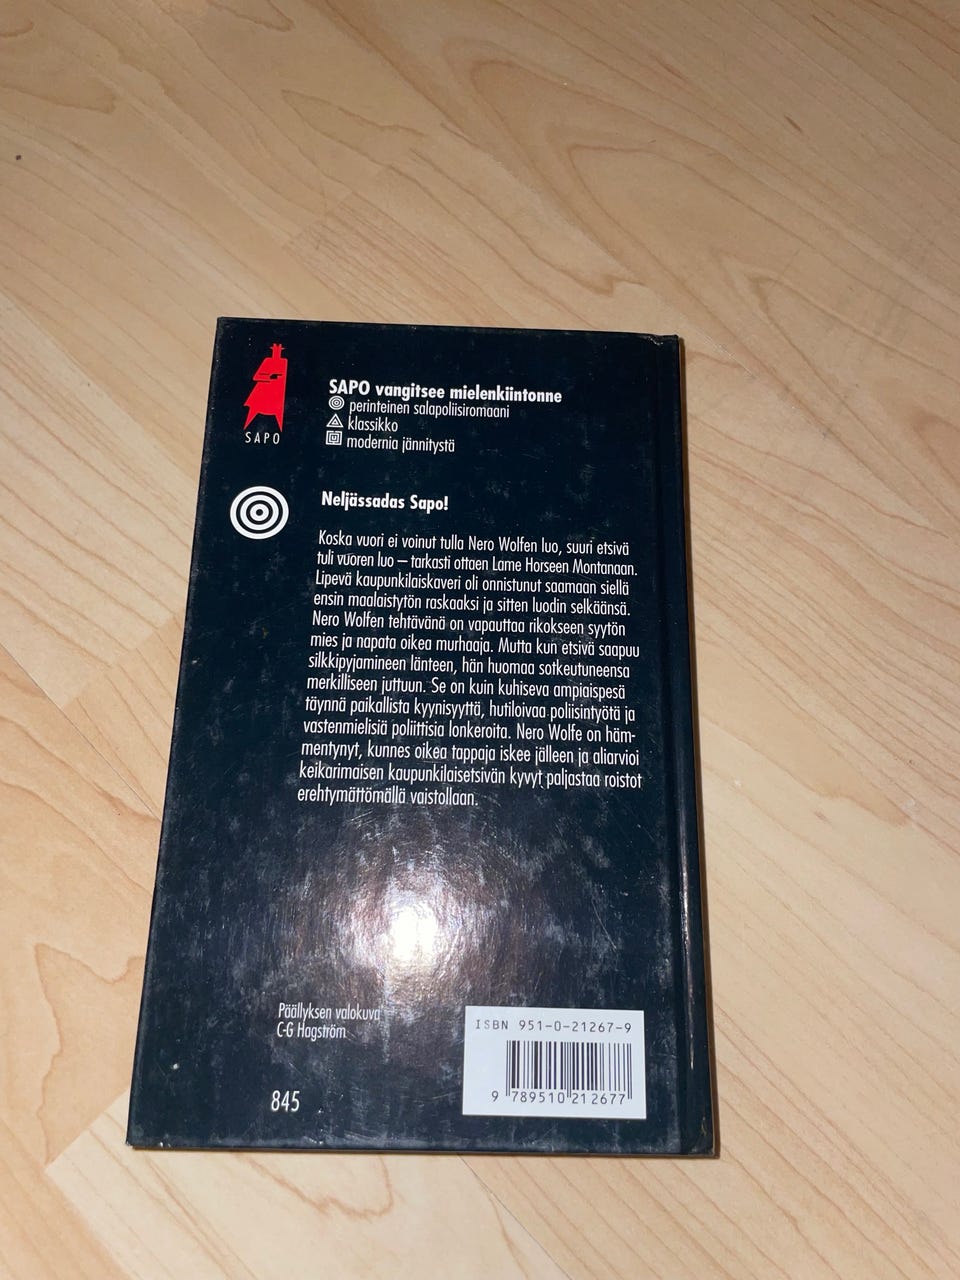 SAPO
SAPO vangitsee mielenkiintonne
perinteinen salapoliisiromaani
klassikko
modernia jännitystä
Neljässadas Sapo!
Koska vuori ei voinut tulla Nero Wolfen luo, suuri etsivä
tuli vuoren luo – tarkasti ottaen Lame Horseen Montanaan.
Lipevä kaupunkilaiskaveri oli onnistunut saamaan siellä
ensin maalaistytön raskaaksi ja sitten luodin selkäänsä.
Nero Wolfen tehtävänä on vapauttaa rikokseen syytön
mies ja napata oikea murhaaja. Mutta kun etsivä saapuu
silkkipyjamineen länteen, hän huomaa sotkeutuneensa
merkilliseen juttuun. Se on kuin kuhiseva ampiaispesä
täynnä paikallista kyynisyyttä, hutiloivaa poliisintyötä ja
vastenmielisiä poliittisia lonkeroita. Nero Wolfe on häm-
mentynyt, kunnes oikea tappaja iskee jälleen ja aliarvioi
keikarimaisen kaupunkilaisetsivän kyvyt paljastaa roistot
erehtymättömällä vaistollaan.
Päällyksen valokuva
C-G Hagström
845
ISBN 951-0-21267-9
9 789510 212677